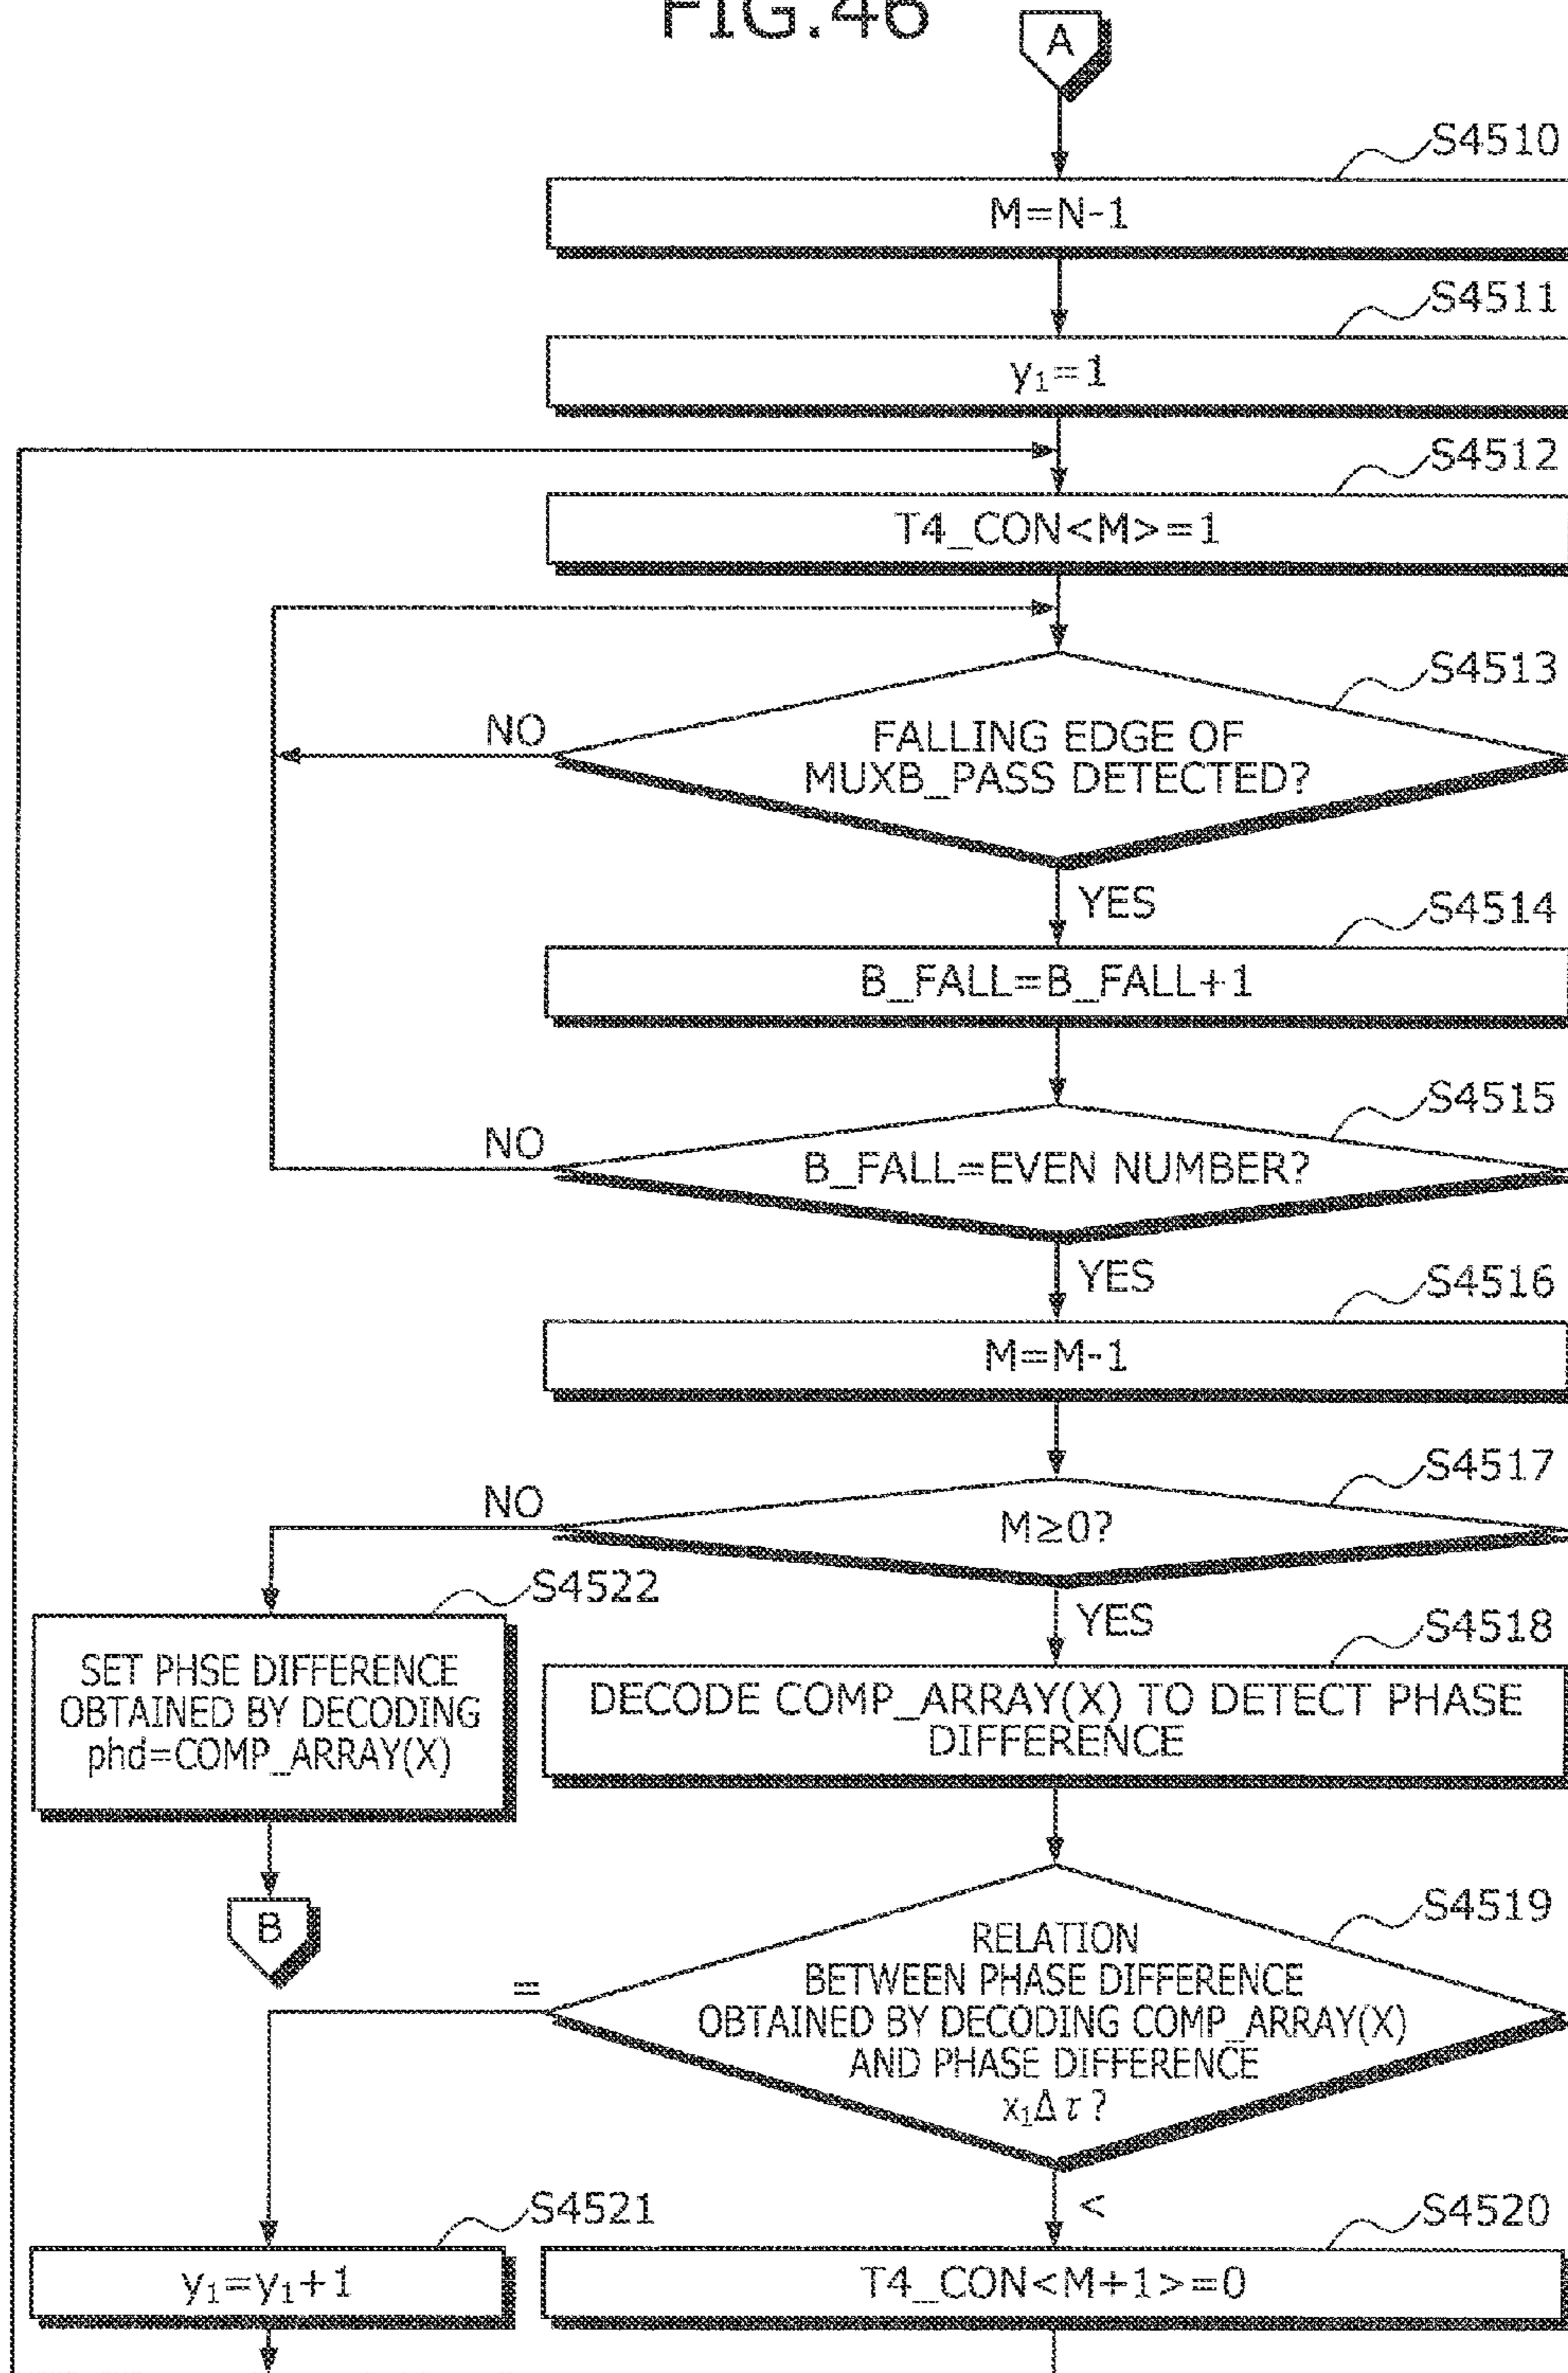 FIG.46
A
S4510
M=N-1
S4511
y₁=1
S4512
T4_CON<M>=1
S4513
NO
FALLING EDGE OF
MUXB_PASS DETECTED?
YES
S4514
B_FALL=B_FALL+1
S4515
NO
B_FALL=EVEN NUMBER?
YES
S4516
M=M-1
S4517
NO
M≥0?
S4522
YES
S4518
SET PHSE DIFFERENCE
OBTAINED BY DECODING
phd=COMP_ARRAY(X)
DECODE COMP_ARRAY(X) TO DETECT PHASE
DIFFERENCE
B
S4519
=
RELATION
BETWEEN PHASE DIFFERENCE
OBTAINED BY DECODING COMP_ARRAY(X)
AND PHASE DIFFERENCE
x₁Δτ?
<
S4521
S4520
y₁=y₁+1
T4_CON<M+1>=0